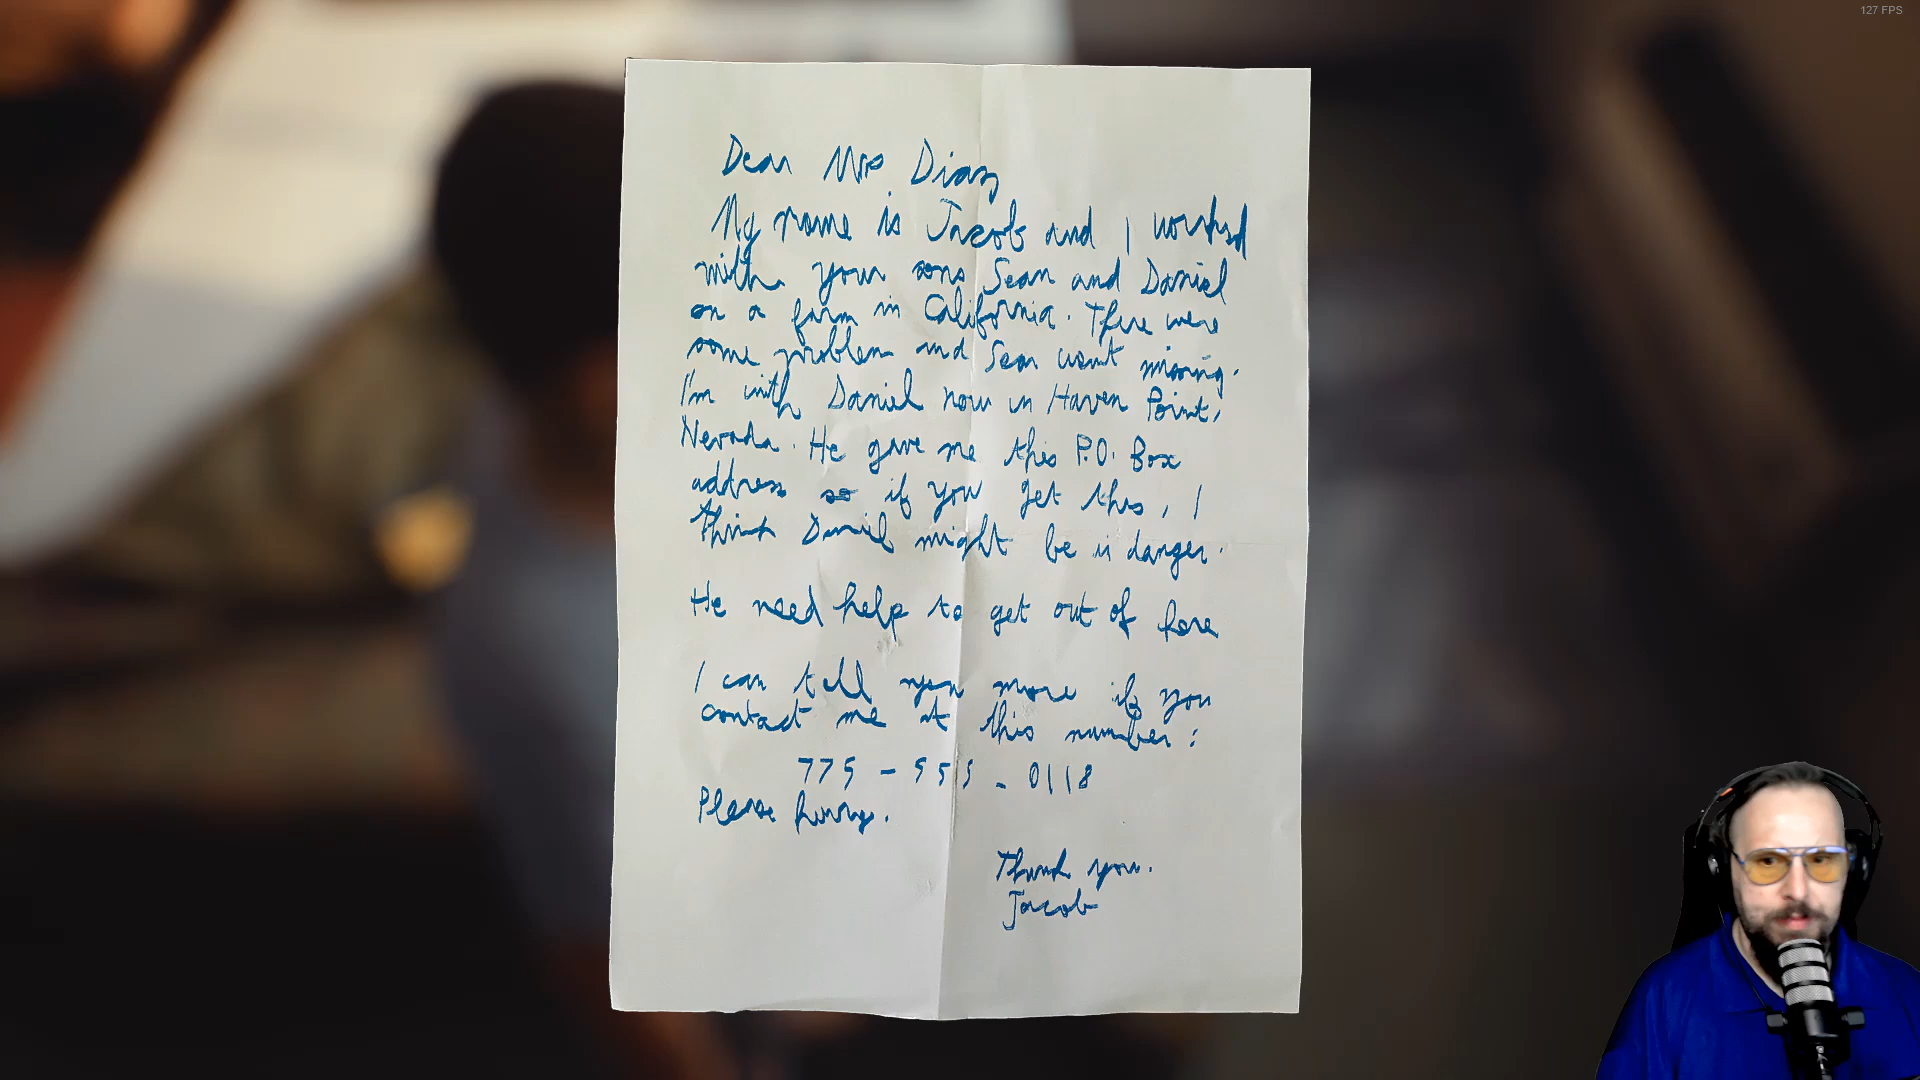 127 FPS
Dear Mrs Diaz
My name is Jacob and I worked
with your sons Sean and Daniel
on a farm in California. There were
some problem and Sean went missing.
I'm with Daniel now in Haven Point,
Nevada. He gave me this P.O. Box
address so if you get this, I
think Daniel might be in danger.
He need help to get out of here
I can tell you more if you
contact me at this number:
775 - 555 - 0118
Please hurry.
Thank you.
Jacob